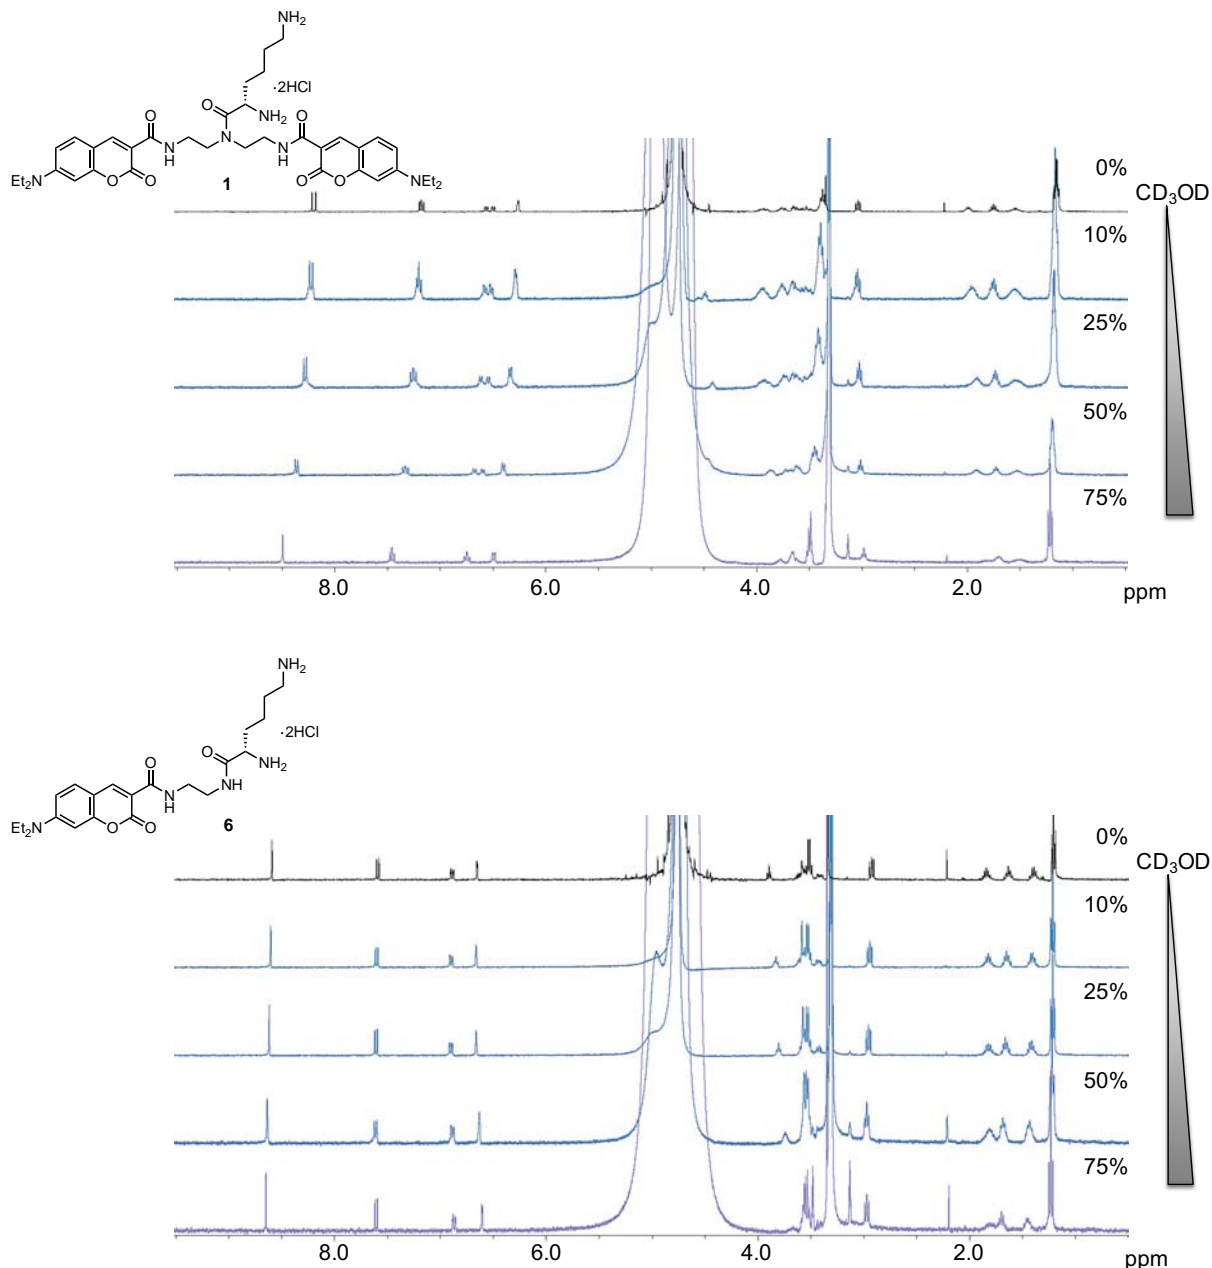 NH2
·2HCl
O
NH2
O
N
O
N
H
N
H
Et2N
O
O
1
O
O
NEt2
0%
CD3OD
10%
25%
50%
75%
8.0 6.0 4.0 2.0 ppm
NH2
·2HCl
O
NH2
O
NH
N
H
Et2N
O
O
6
0%
CD3OD
10%
25%
50%
75%
8.0 6.0 4.0 2.0 ppm